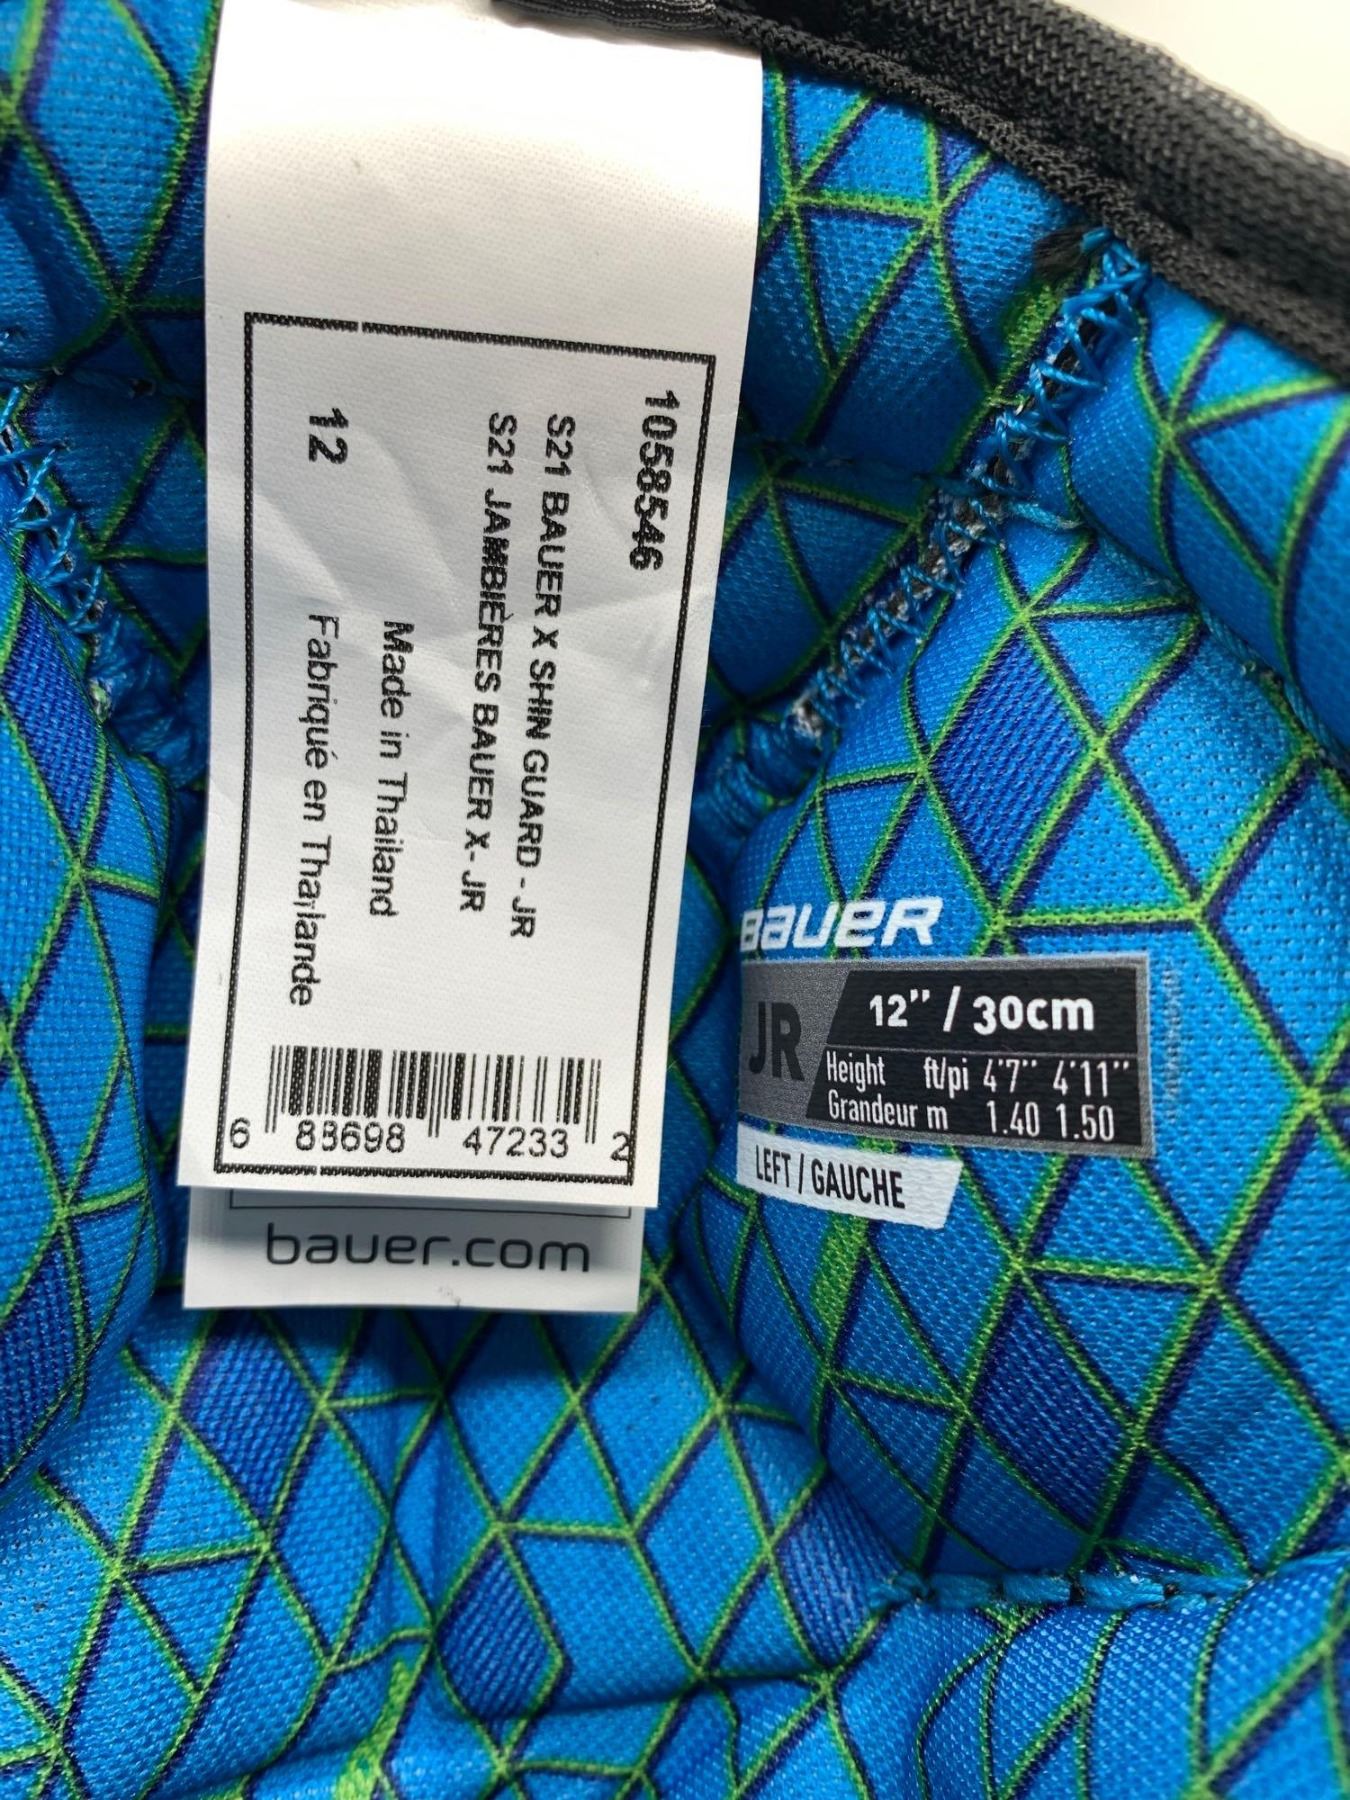 1058546
S21 BAUER X SHIN GUARD - JR
S21 JAMBIÈRES BAUER X- JR
12
Made in Thailand
Fabriqué en Thaïlande
6 88698 47233 2
bauer.com
BAUER
JR
12" / 30cm
Height ft/pi 4'7" 4'11"
Grandeur m 1.40 1.50
LEFT / GAUCHE